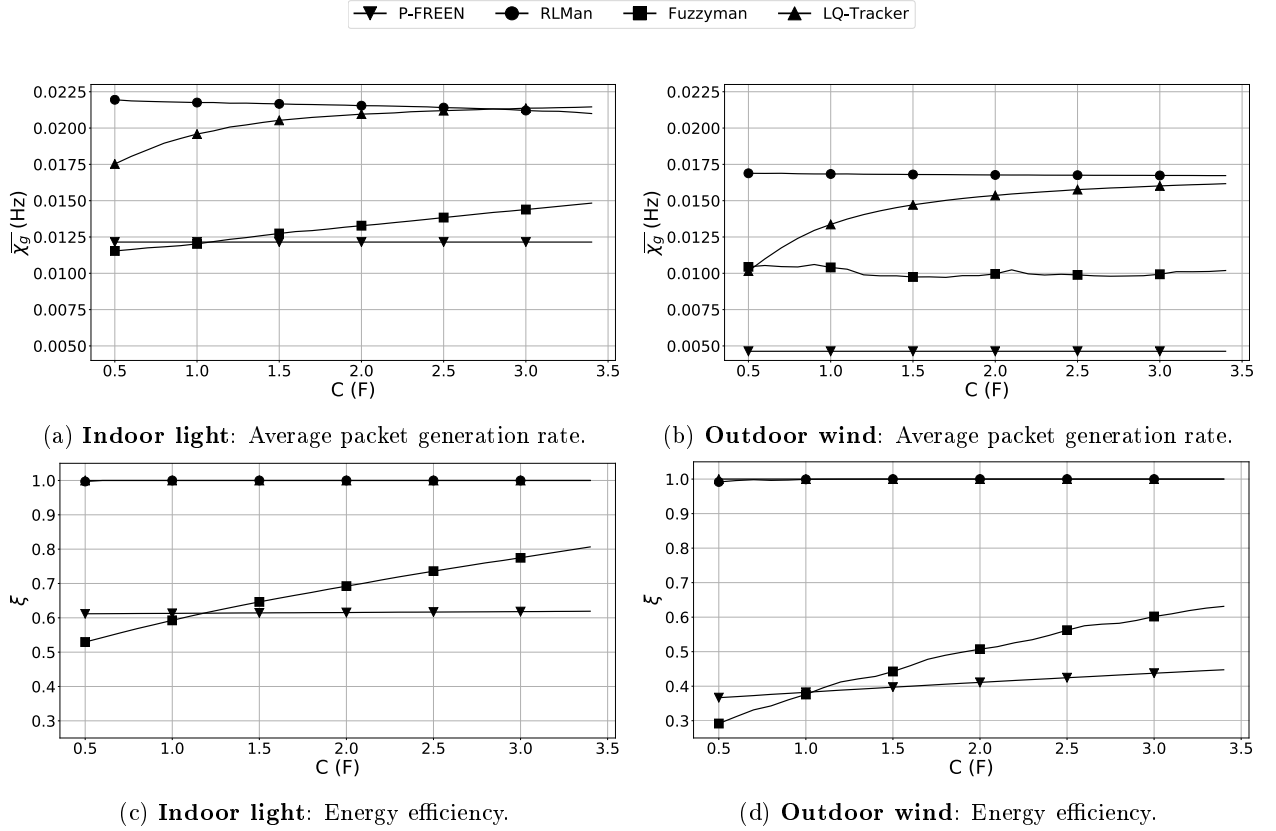 P-FREEN RLMan Fuzzyman LQ-Tracker
0.0225
0.0200
0.0175
0.0150
0.0125
0.0100
0.0075
0.0050
χg (Hz)
0.5 1.0 1.5 2.0 2.5 3.0 3.5
C (F)
(a) Indoor light: Average packet generation rate.
0.0225
0.0200
0.0175
0.0150
0.0125
0.0100
0.0075
0.0050
χg (Hz)
0.5 1.0 1.5 2.0 2.5 3.0 3.5
C (F)
(b) Outdoor wind: Average packet generation rate.
1.0
0.9
0.8
0.7
0.6
0.5
0.4
0.3
ξ
0.5 1.0 1.5 2.0 2.5 3.0 3.5
C (F)
(c) Indoor light: Energy efficiency.
1.0
0.9
0.8
0.7
0.6
0.5
0.4
0.3
ξ
0.5 1.0 1.5 2.0 2.5 3.0 3.5
C (F)
(d) Outdoor wind: Energy efficiency.